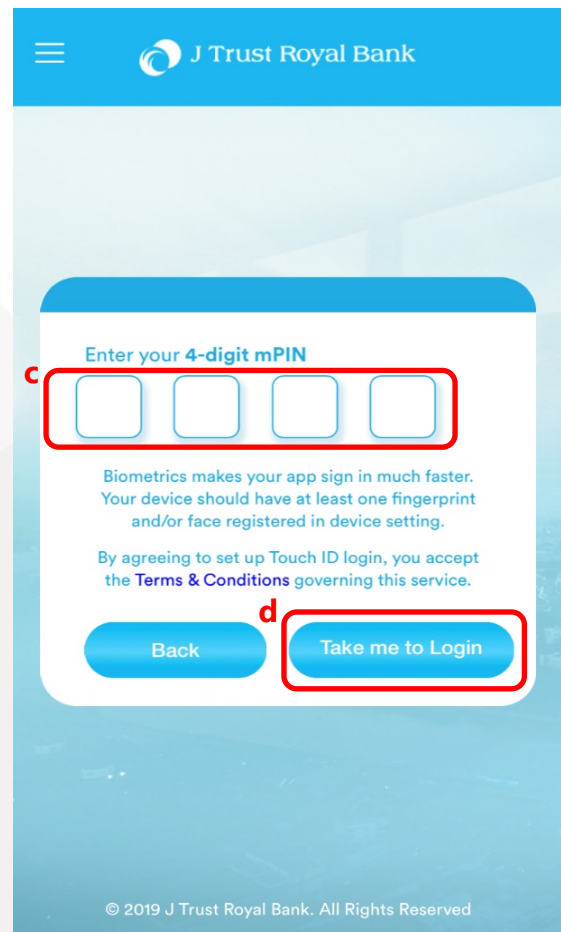 J Trust Royal Bank
Enter your 4-digit mPIN
c
Biometrics makes your app sign in much faster.
Your device should have at least one fingerprint
and/or face registered in device setting.
By agreeing to set up Touch ID login, you accept
the Terms & Conditions governing this service.
d
Back
Take me to Login
© 2019 J Trust Royal Bank. All Rights Reserved